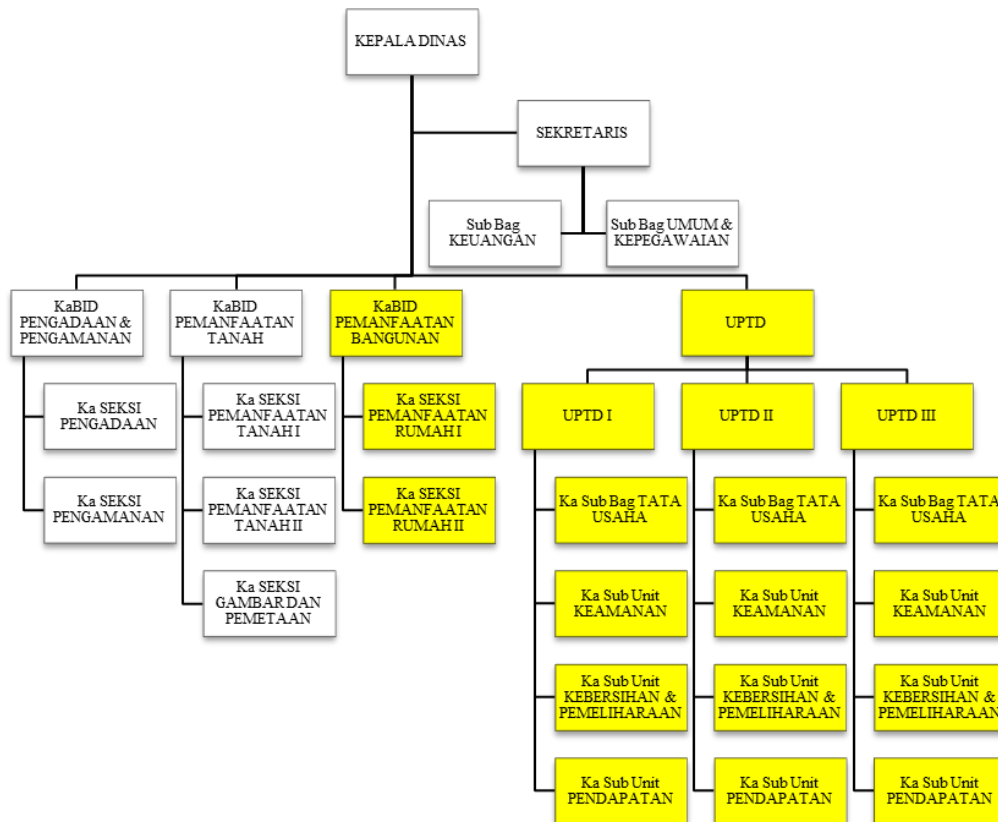 KEPALA DINAS
SEKRETARIS
Sub Bag
KEUANGAN
Sub Bag UMUM &
KEPEGAWAIAN
KaBID
PENGADAAN &
PENGAMANAN
KaBID
PEMANFAATAN
TANAH
KaBID
PEMANFAATAN
BANGUNAN
UPTD
Ka SEKSI
PENGADAAN
Ka SEKSI
PENGAMANAN
Ka SEKSI
PEMANFAATAN
TANAH I
Ka SEKSI
PEMANFAATAN
TANAH II
Ka SEKSI
GAMBAR DAN
PEMETAAN
Ka SEKSI
PEMANFAATAN
RUMAH I
Ka SEKSI
PEMANFAATAN
RUMAH II
UPTD I
Ka Sub Bag TATA
USAHA
Ka Sub Unit
KEAMANAN
Ka Sub Unit
KEBERSIHAN &
PEMELIHARAAN
Ka Sub Unit
PENDAPATAN
UPTD II
Ka Sub Bag TATA
USAHA
Ka Sub Unit
KEAMANAN
Ka Sub Unit
KEBERSIHAN &
PEMELIHARAAN
Ka Sub Unit
PENDAPATAN
UPTD III
Ka Sub Bag TATA
USAHA
Ka Sub Unit
KEAMANAN
Ka Sub Unit
KEBERSIHAN &
PEMELIHARAAN
Ka Sub Unit
PENDAPATAN